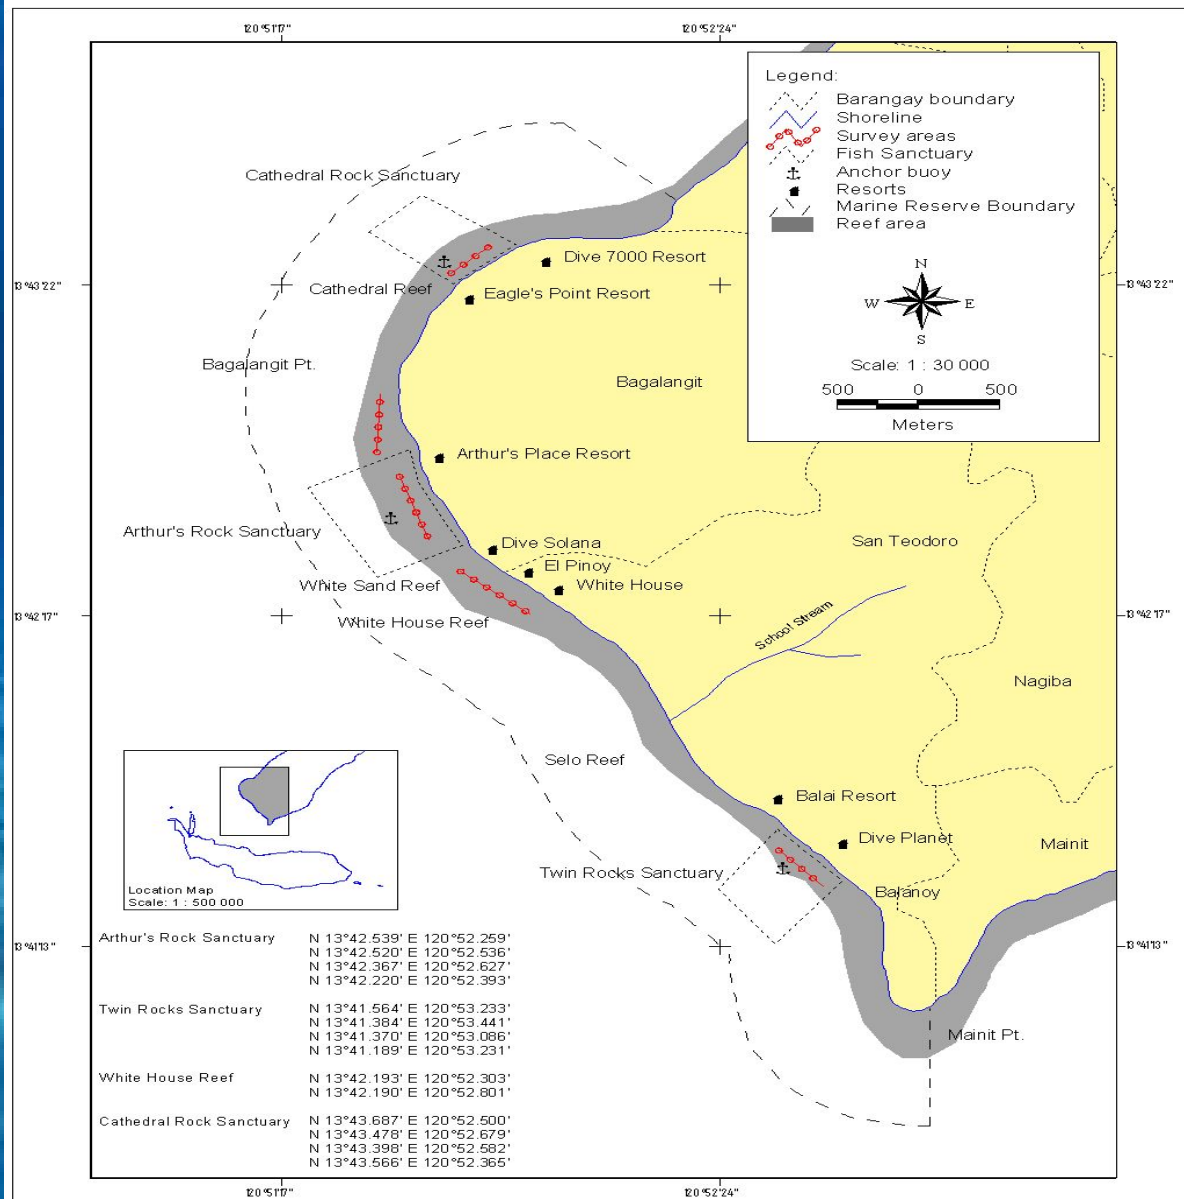 120°51'17" 120°52'24"
Legend:
Barangay boundary
Shoreline
Survey areas
Fish Sanctuary
Anchor buoy
Resorts
Marine Reserve Boundary
Reef area
N
W E
S
Scale: 1 : 30 000
500 0 500
Meters
Cathedral Rock Sanctuary
Dive 7000 Resort
13°43'22" 13°43'22"
Cathedral Reef
Eagle's Point Resort
Bagalangit Pt.
Bagalangit
Arthur's Place Resort
Arthur's Rock Sanctuary
Dive Solana
San Teodoro
El Pinoy
White Sand Reef
White House
13°42'17" 13°42'17"
White House Reef
School Stream
Nagiba
Selo Reef
Balai Resort
Dive Planet
Mainit
Twin Rocks Sanctuary
Balanoy
Location Map
Scale: 1 : 500 000
13°41'13" 13°41'13"
Mainit Pt.
Arthur's Rock Sanctuary N 13°42.539' E 120°52.259'
N 13°42.520' E 120°52.536'
N 13°42.367' E 120°52.627'
N 13°42.220' E 120°52.393'
Twin Rocks Sanctuary N 13°41.564' E 120°53.233'
N 13°41.384' E 120°53.441'
N 13°41.370' E 120°53.086'
N 13°41.189' E 120°53.231'
White House Reef N 13°42.193' E 120°52.303'
N 13°42.190' E 120°52.801'
Cathedral Rock Sanctuary N 13°43.687' E 120°52.500'
N 13°43.478' E 120°52.679'
N 13°43.398' E 120°52.582'
N 13°43.566' E 120°52.365'
120°51'17" 120°52'24"